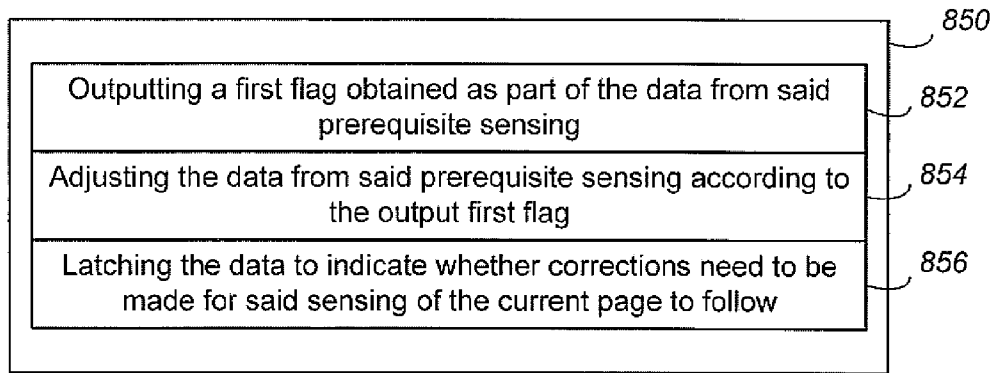 850
Outputting a first flag obtained as part of the data from said
prerequisite sensing
852
Adjusting the data from said prerequisite sensing according to
the output first flag
854
Latching the data to indicate whether corrections need to be
made for said sensing of the current page to follow
856